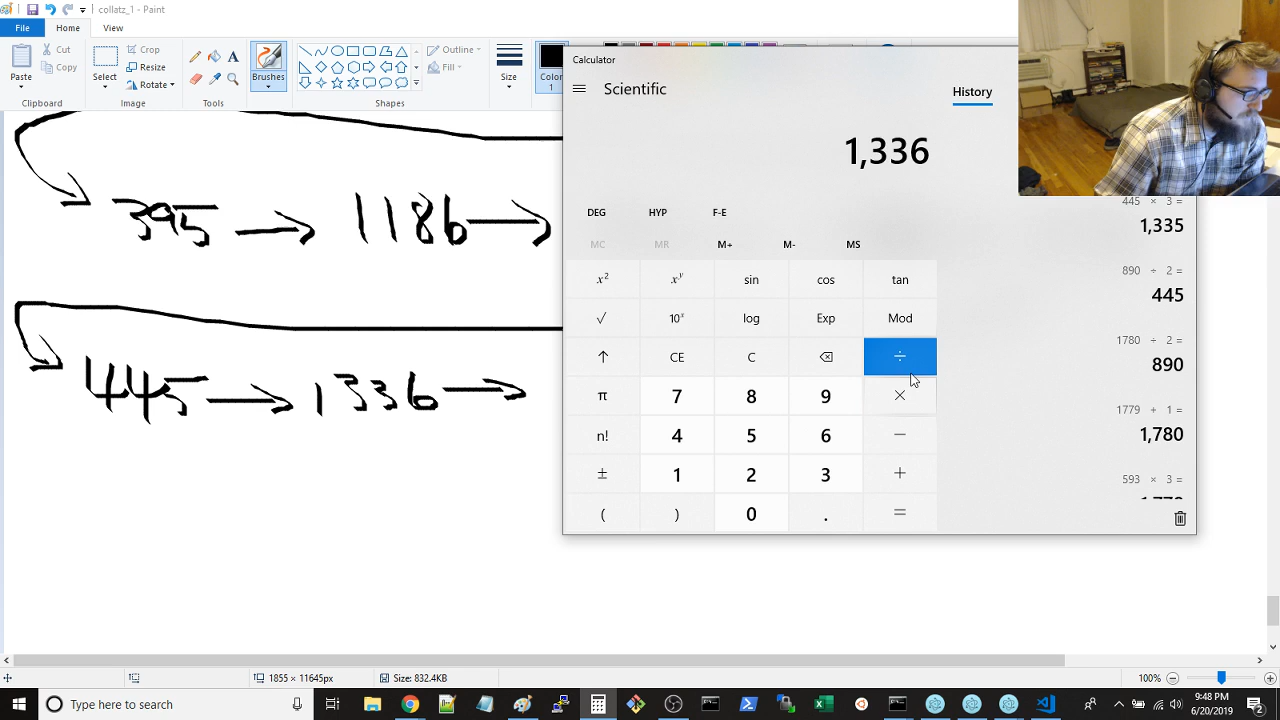 collatz_1 - Paint
File Home View
Paste Cut Copy Clipboard
Select Crop Resize Rotate Image
Tools
Brushes
Shapes
Outline Fill
Size
Color 1
395 → 1186 →
445 → 1336 →
Calculator
Scientific
History
1,336
DEG HYP F-E
MC MR M+ M- MS
x² xʸ sin cos tan
√ 10ˣ log Exp Mod
↑ CE C ⌫ ÷
π 7 8 9 ×
n! 4 5 6 −
± 1 2 3 +
( ) 0 . =
445 × 3 =
1,335
890 ÷ 2 =
445
1780 ÷ 2 =
890
1779 + 1 =
1,780
593 × 3 =
1855 × 11645px
Size: 832.4KB
100%
Type here to search
9:48 PM
6/20/2019
2